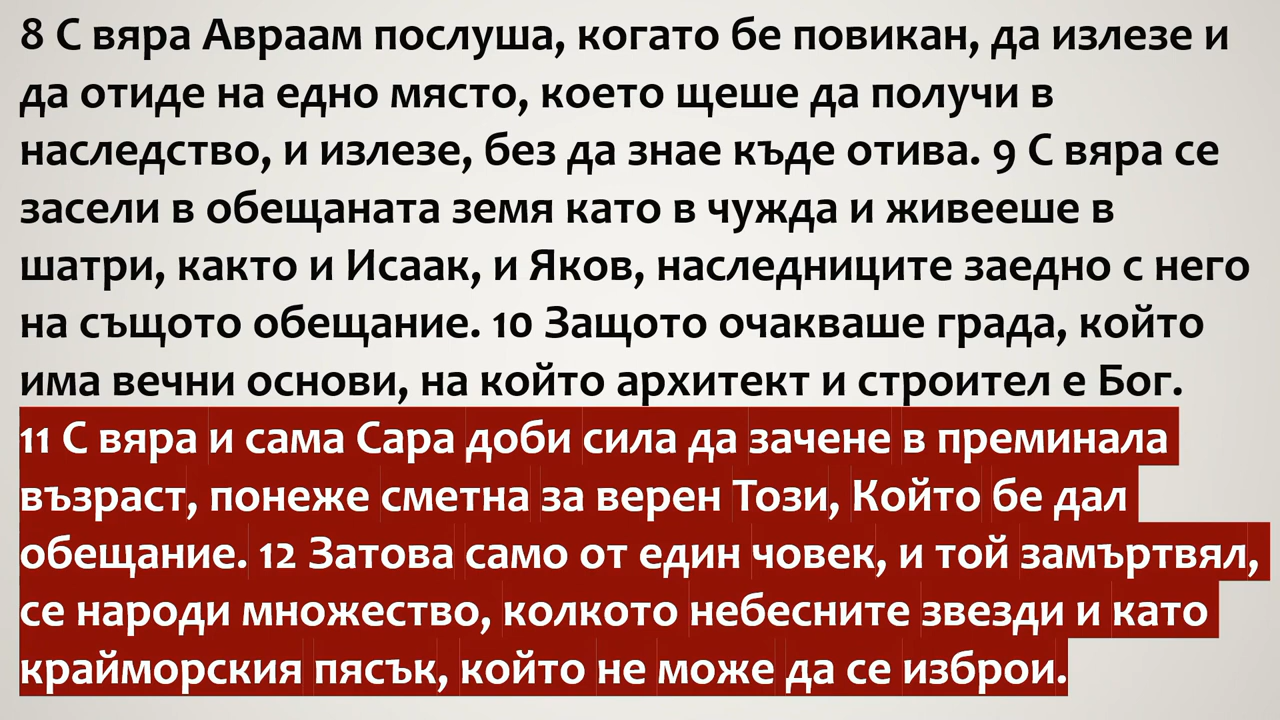 8 С вяра Авраам послуша, когато бе повикан, да излезе и
да отиде на едно място, което щеше да получи в
наследство, и излезе, без да знае къде отива. 9 С вяра се
засели в обещаната земя като в чужда и живееше в
шатри, както и Исаак, и Яков, наследниците заедно с него
на същото обещание. 10 Защото очакваше града, който
има вечни основи, на който архитект и строител е Бог.
11 С вяра и сама Сара доби сила да зачене в преминала
възраст, понеже сметна за верен Този, Който бе дал
обещание. 12 Затова само от един човек, и той замъртвял,
се народи множество, колкото небесните звезди и като
крайморския пясък, който не може да се изброи.